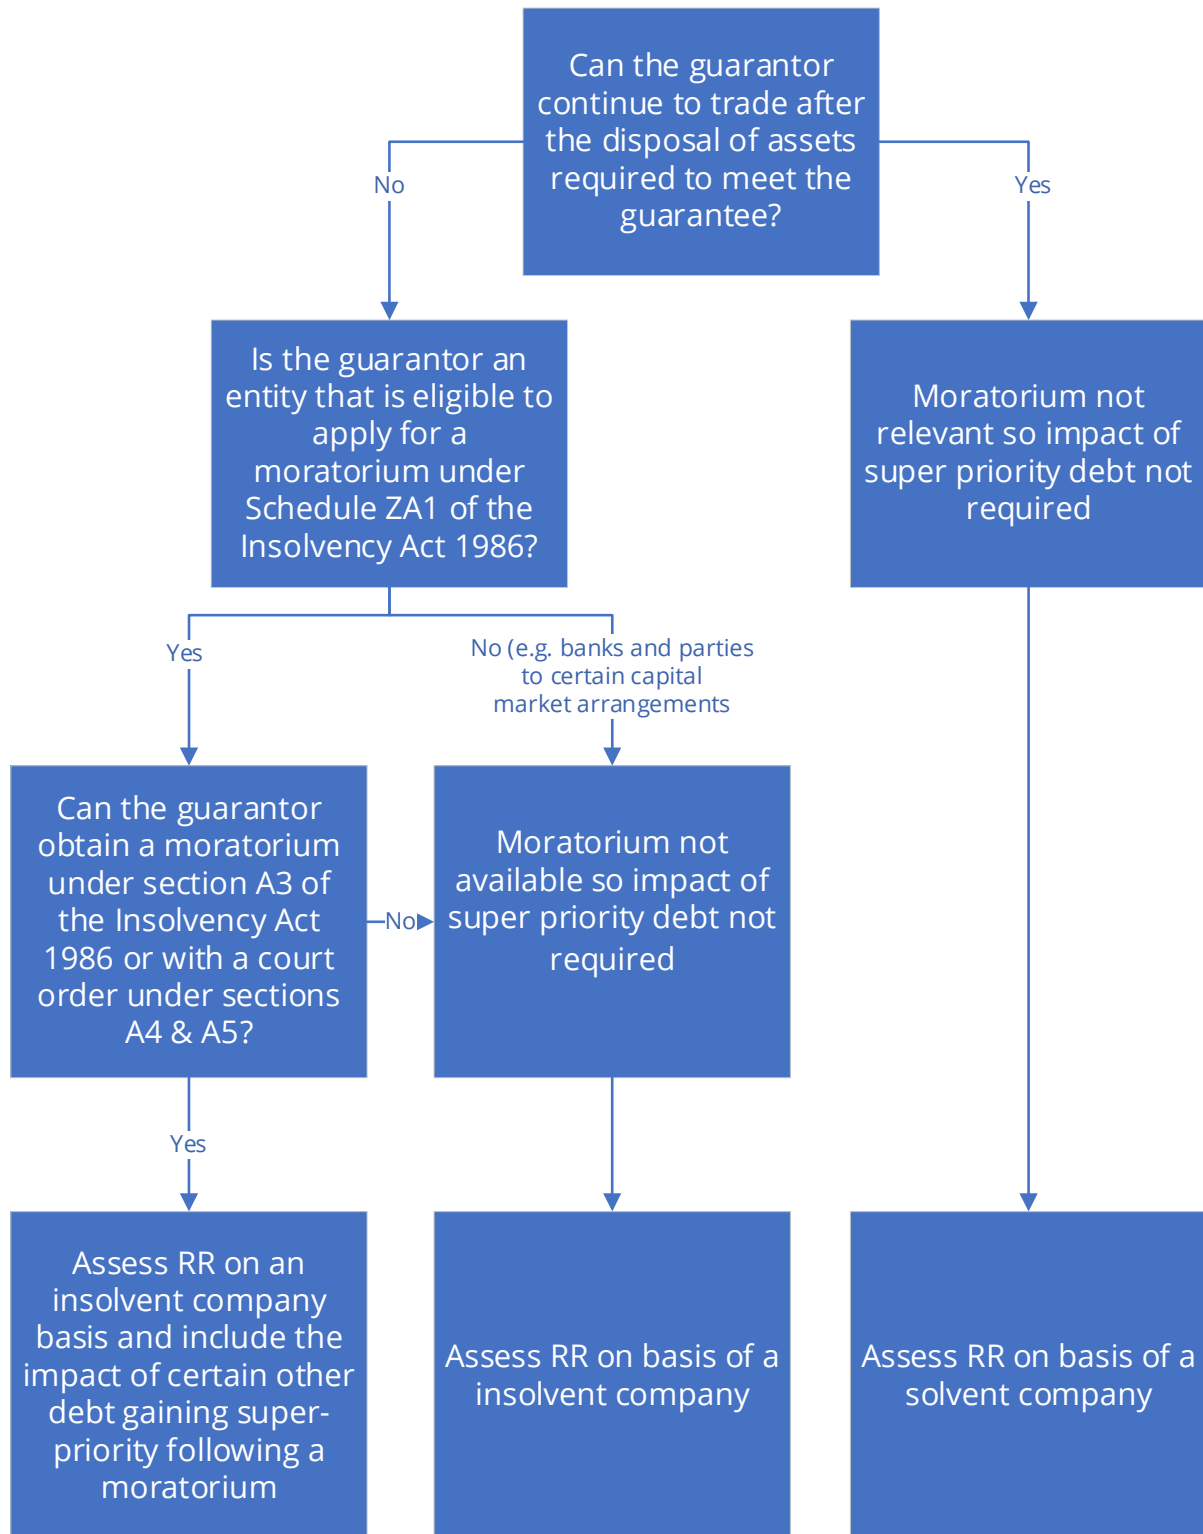 Can the guarantor
continue to trade after
the disposal of assets
required to meet the
guarantee?
No
Yes
Is the guarantor an
entity that is eligible to
apply for a
moratorium under
Schedule ZA1 of the
Insolvency Act 1986?
Moratorium not
relevant so impact of
super priority debt not
required
Yes
No (e.g. banks and parties
to certain capital
market arrangements
Can the guarantor
obtain a moratorium
under section A3 of
the Insolvency Act
1986 or with a court
order under sections
A4 & A5?
No
Moratorium not
available so impact of
super priority debt not
required
Yes
Assess RR on an
insolvent company
basis and include the
impact of certain other
debt gaining super-
priority following a
moratorium
Assess RR on basis of a
insolvent company
Assess RR on basis of a
solvent company